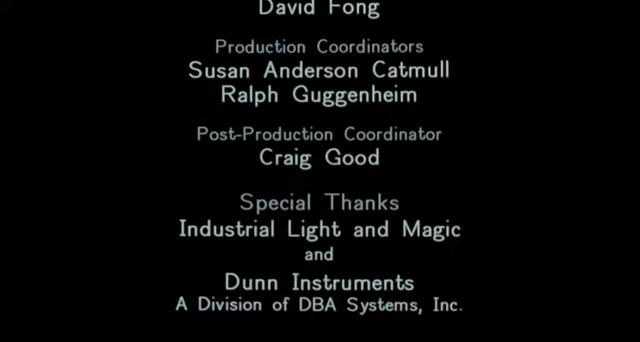 David Fong
Production Coordinators
Susan Anderson Catmull
Ralph Guggenheim
Post-Production Coordinator
Craig Good
Special Thanks
Industrial Light and Magic
and
Dunn Instruments
A Division of DBA Systems, Inc.